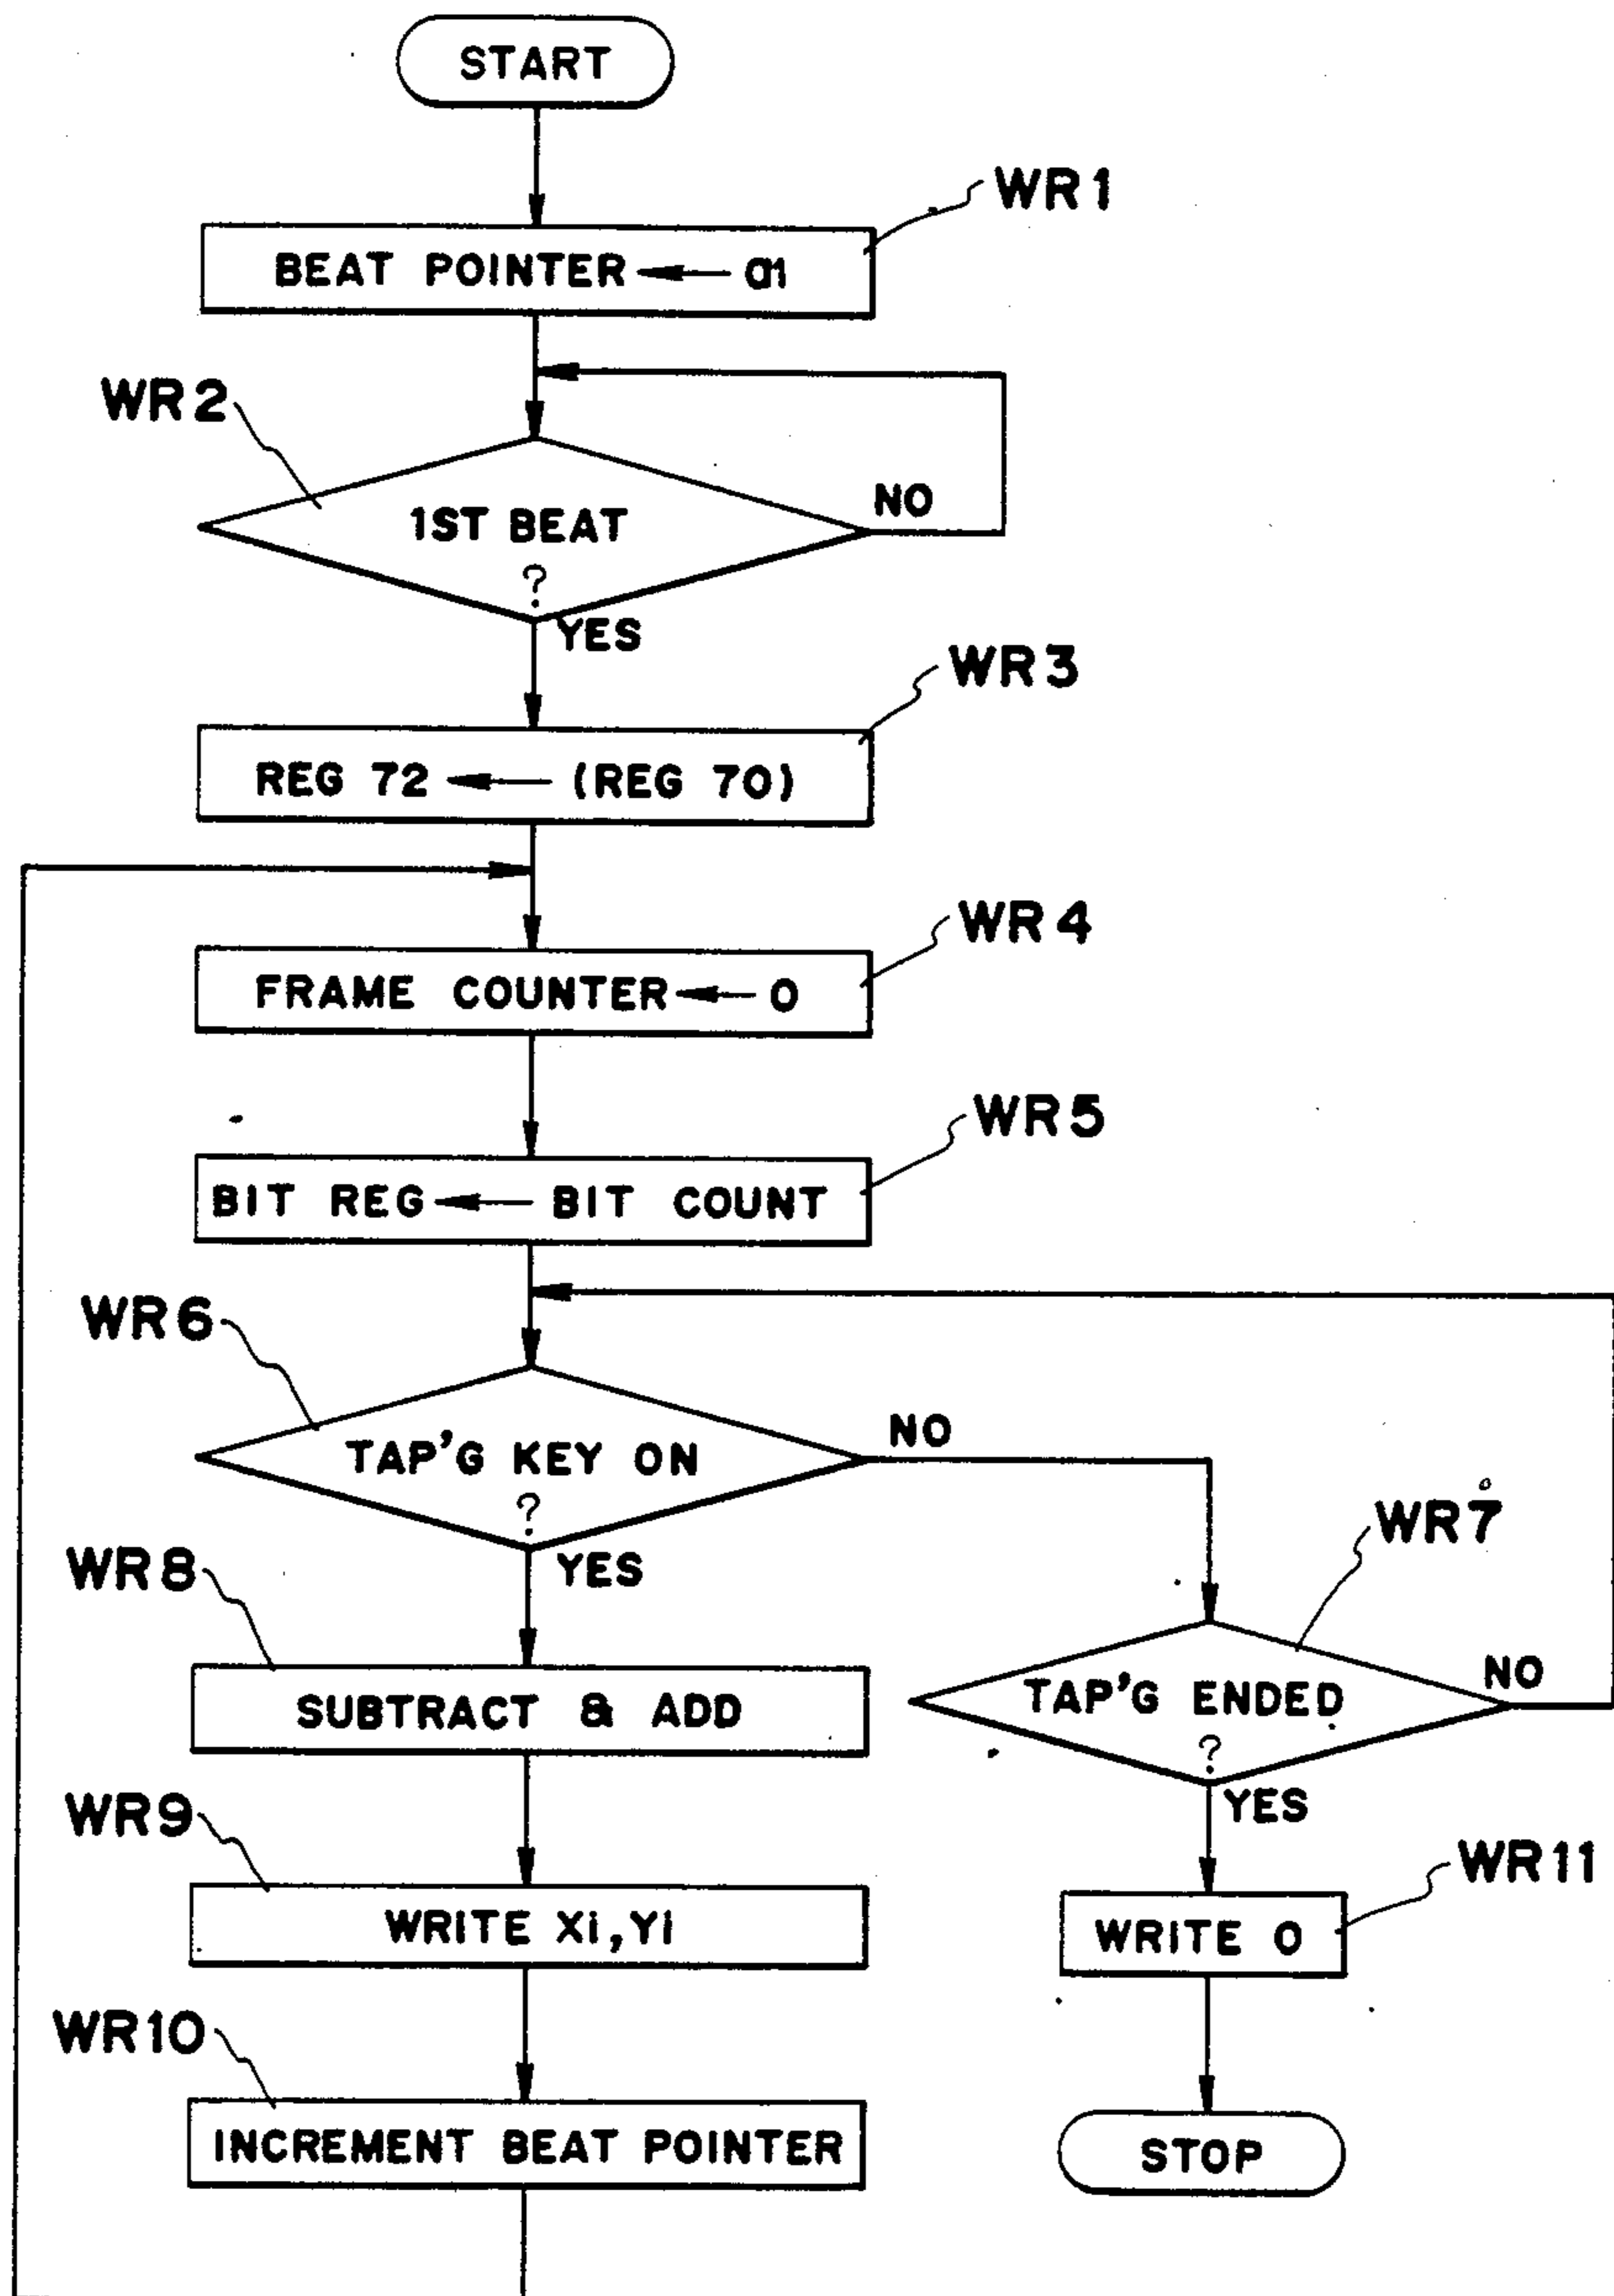 START
WR1
BEAT POINTER ← a1
WR2
1ST BEAT
?
NO
YES
WR3
REG 72 ← (REG 70)
WR4
FRAME COUNTER ← 0
WR5
BIT REG ← BIT COUNT
WR6
TAP'G KEY ON
?
NO
YES
WR7
TAP'G ENDED
?
NO
YES
WR8
SUBTRACT & ADD
WR9
WRITE Xi, Yi
WR10
INCREMENT BEAT POINTER
WR11
WRITE 0
STOP